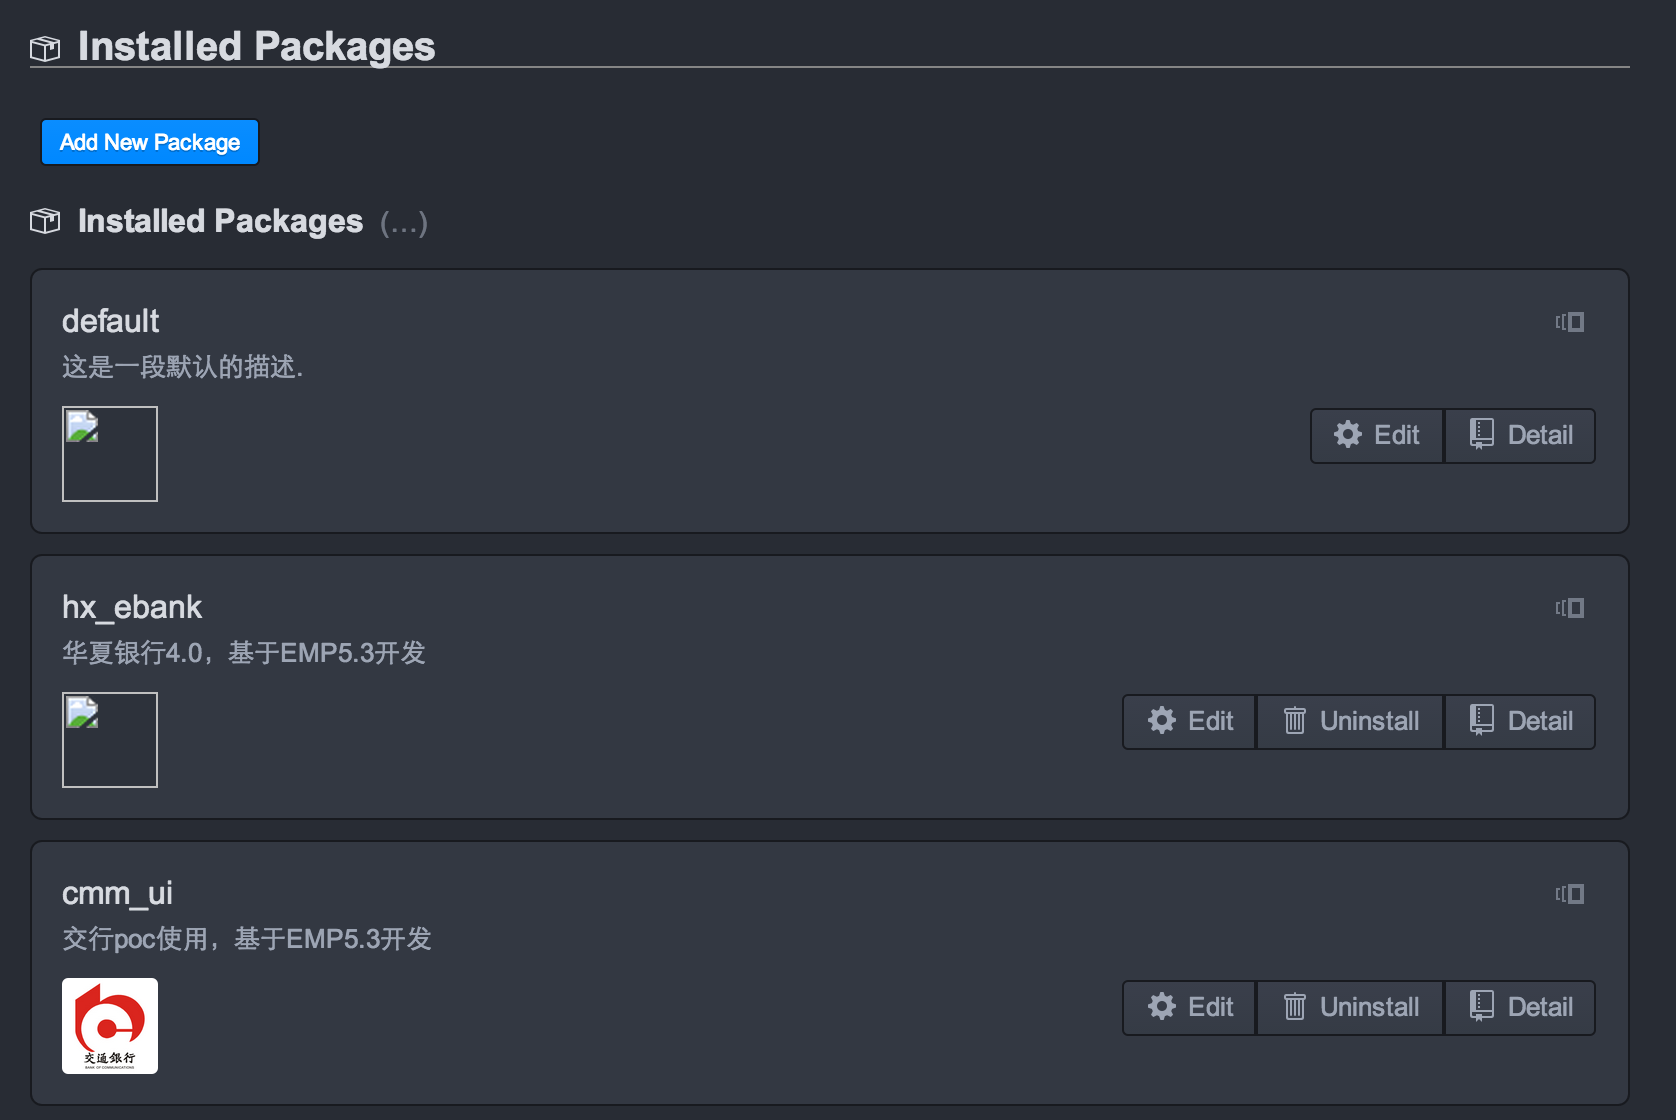 Installed Packages
Add New Package
Installed Packages (...)
default
这是一段默认的描述.
Edit Detail
hx_ebank
华夏银行4.0，基于EMP5.3开发
Edit Uninstall Detail
cmm_ui
交行poc使用，基于EMP5.3开发
交通銀行
BANK OF COMMUNICATIONS
Edit Uninstall Detail